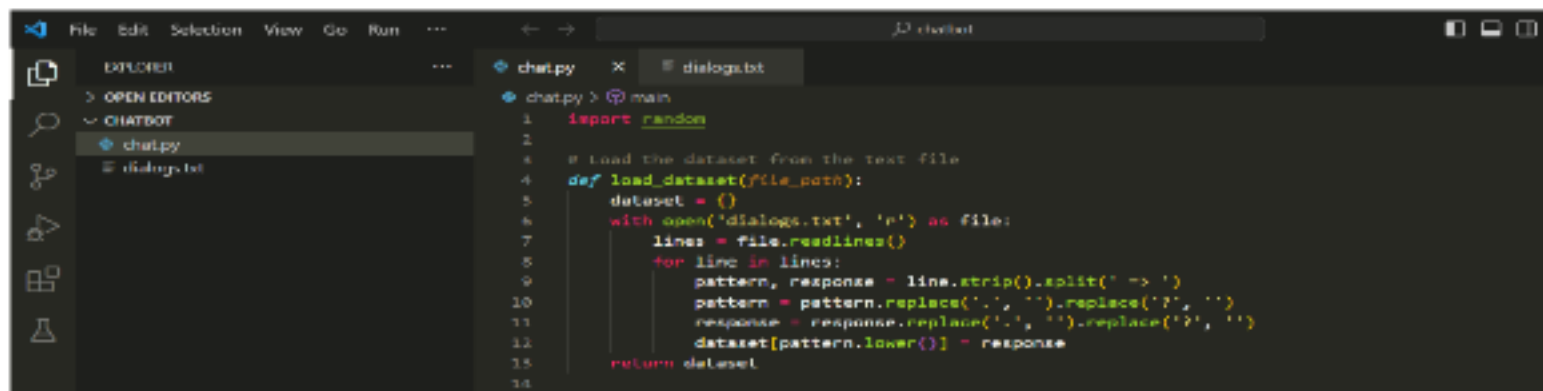 File Edit Selection View Go Run ...
chatbot
EXPLORER ...
> OPEN EDITORS
CHATBOT
chat.py
dialogs.txt
chat.py × dialogs.txt
chat.py > main
1 import random
2
3 # Load the dataset from the text file
4 def load_dataset(file_path):
5 dataset = {}
6 with open('dialogs.txt', 'r') as file:
7 lines = file.readlines()
8 for line in lines:
9 pattern, response = line.strip().split(' => ')
10 pattern = pattern.replace('.', '').replace('?', '')
11 response = response.replace('.', '').replace('?', '')
12 dataset[pattern.lower()] = response
13 return dataset
14